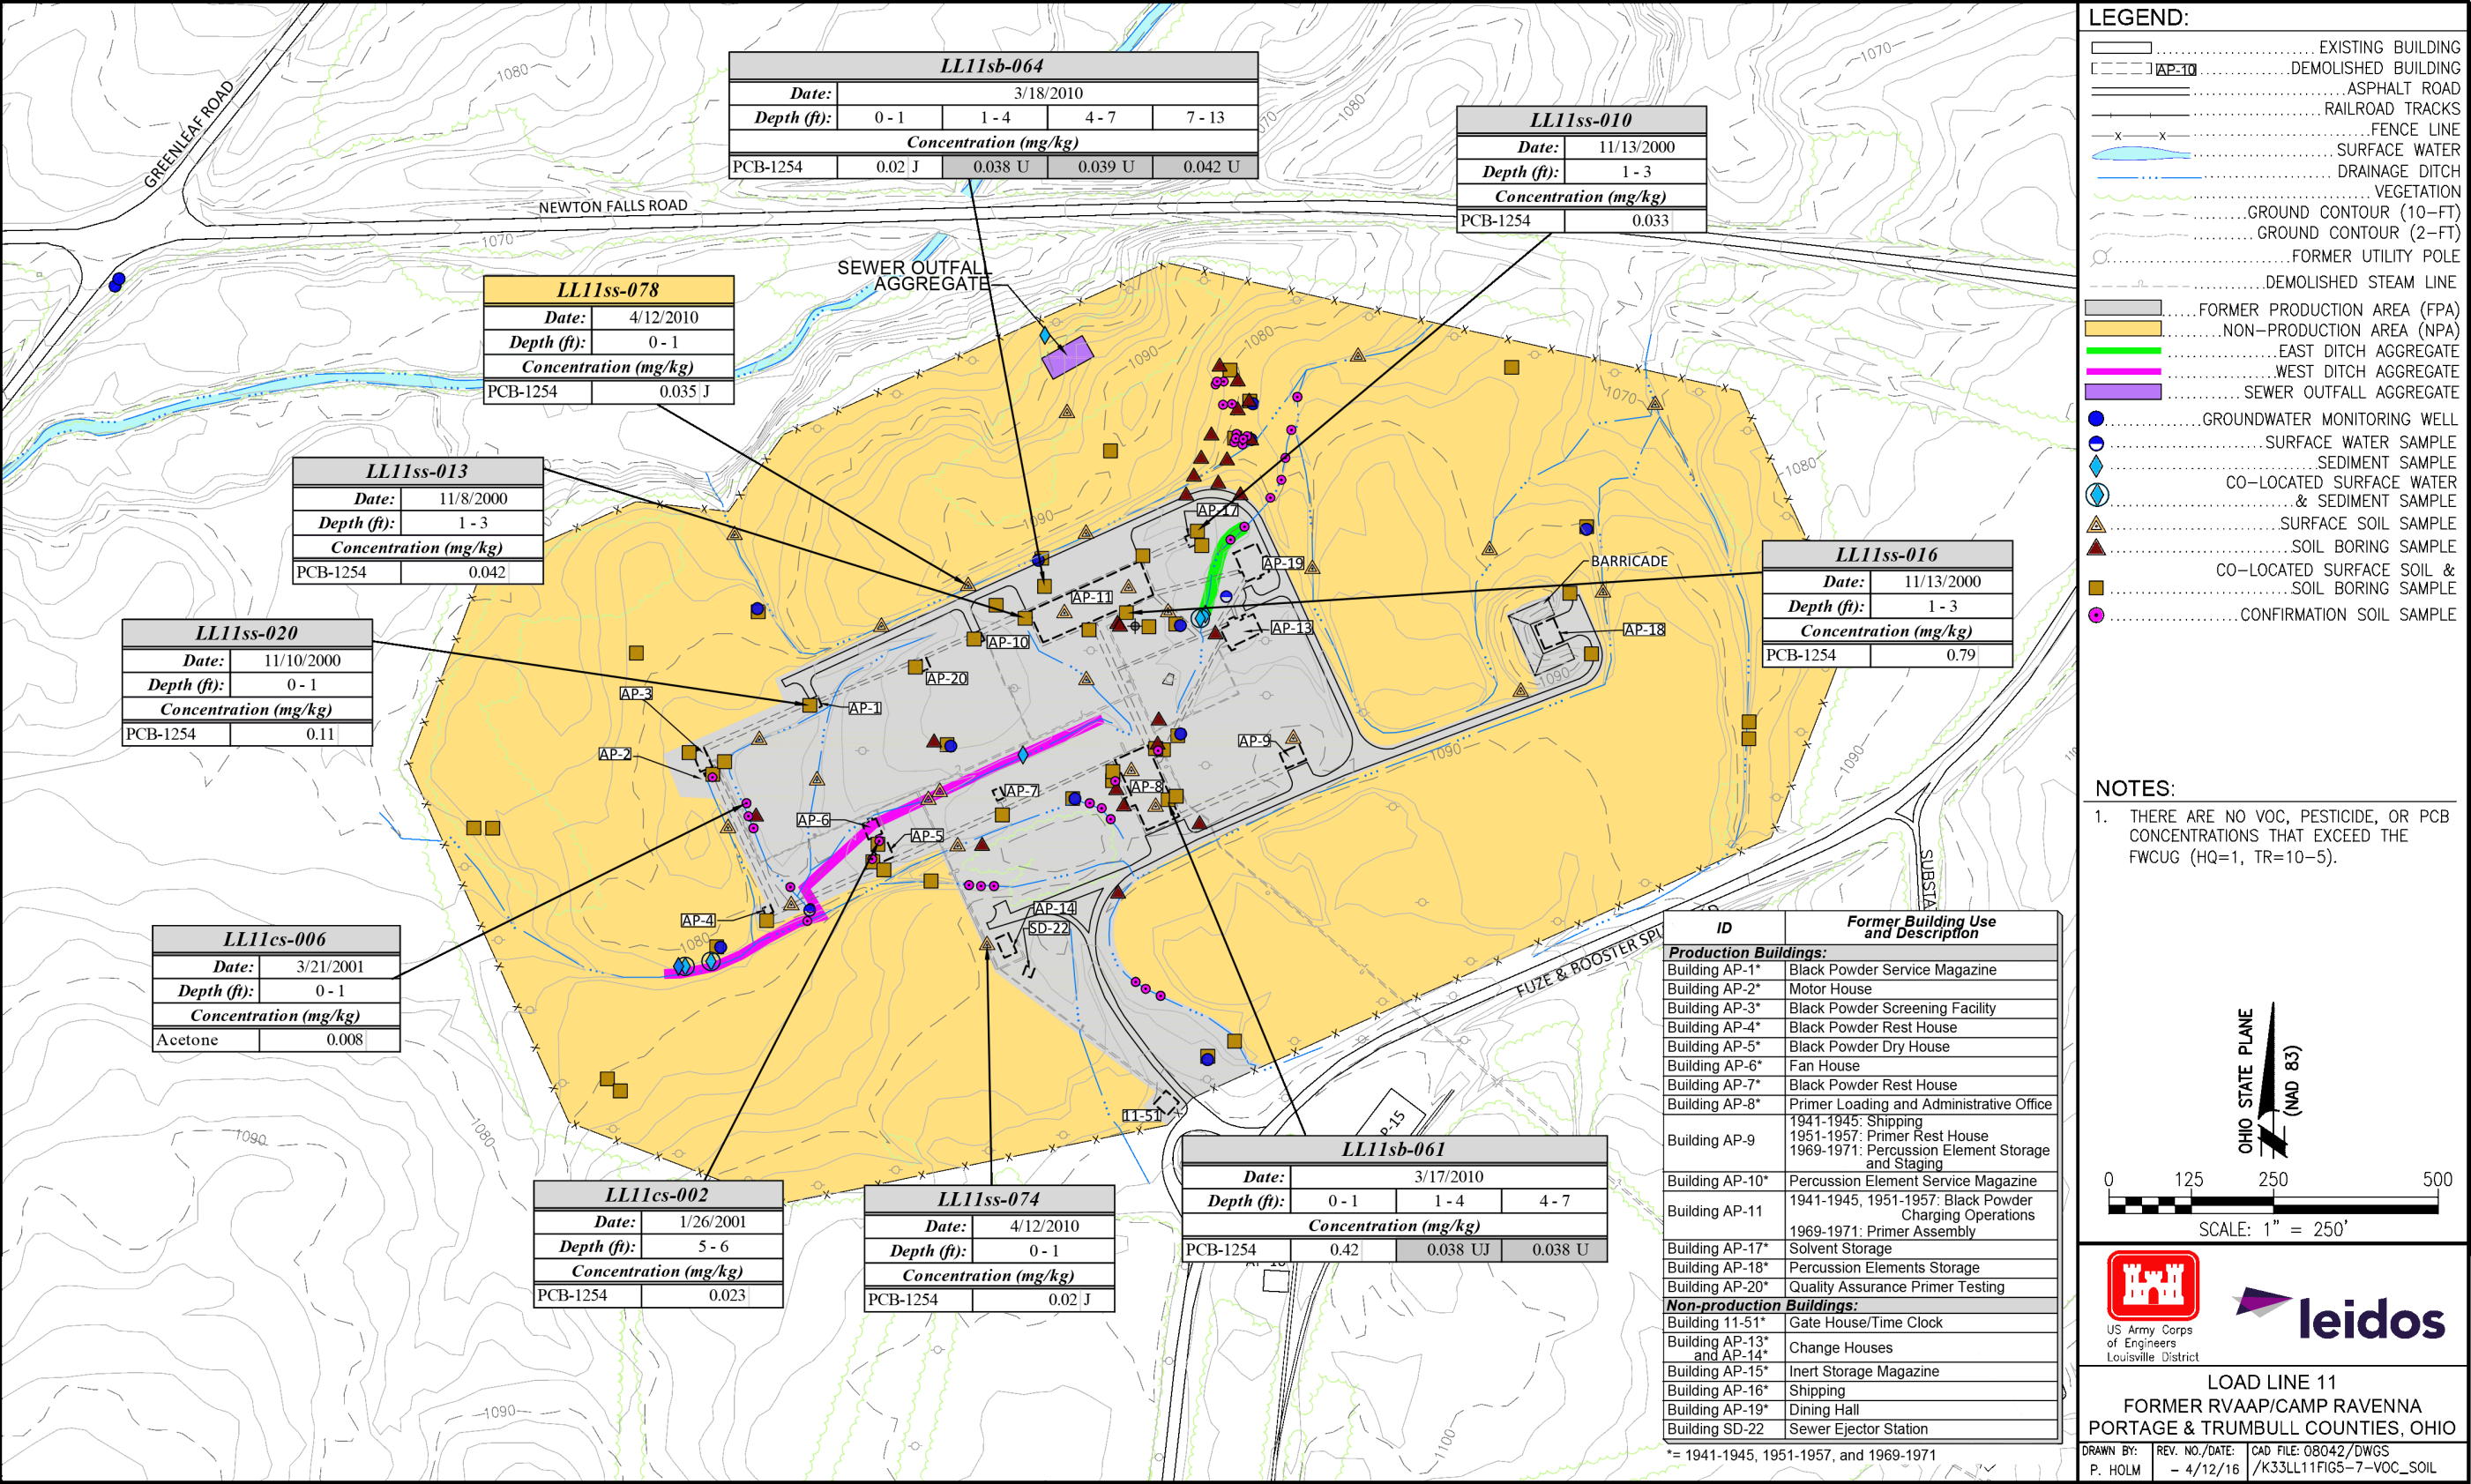 LL11sb-064
Date: 3/18/2010
Depth (ft): 0 - 1 1 - 4 4 - 7 7 - 13
Concentration (mg/kg)
PCB-1254 0.02 J 0.038 U 0.039 U 0.042 U
LL11ss-010
Date: 11/13/2000
Depth (ft): 1 - 3
Concentration (mg/kg)
PCB-1254 0.033
LL11ss-078
Date: 4/12/2010
Depth (ft): 0 - 1
Concentration (mg/kg)
PCB-1254 0.035 J
LL11ss-013
Date: 11/8/2000
Depth (ft): 1 - 3
Concentration (mg/kg)
PCB-1254 0.042
LL11ss-016
Date: 11/13/2000
Depth (ft): 1 - 3
Concentration (mg/kg)
PCB-1254 0.79
LL11ss-020
Date: 11/10/2000
Depth (ft): 0 - 1
Concentration (mg/kg)
PCB-1254 0.11
LL11cs-006
Date: 3/21/2001
Depth (ft): 0 - 1
Concentration (mg/kg)
Acetone 0.008
LL11cs-002
Date: 1/26/2001
Depth (ft): 5 - 6
Concentration (mg/kg)
PCB-1254 0.023
LL11ss-074
Date: 4/12/2010
Depth (ft): 0 - 1
Concentration (mg/kg)
PCB-1254 0.02 J
LL11sb-061
Date: 3/17/2010
Depth (ft): 0 - 1 1 - 4 4 - 7
Concentration (mg/kg)
PCB-1254 0.42 0.038 UJ 0.038 U
GREENLEAF ROAD
NEWTON FALLS ROAD
SEWER OUTFALL
AGGREGATE
BARRICADE
FUZE & BOOSTER
1080
1070
1070
1080
1070
1080
1090
1070
1080
1090
1090
1090
1090
1090
1080
1080
1090
1090
1100
AP-17
AP-19
AP-11
AP-13
AP-10
AP-18
AP-20
AP-3
AP-1
AP-2
AP-9
AP-7
AP-8
AP-6
AP-5
AP-4
AP-14
SD-22
11-51
ID Former Building Use
and Description
Production Buildings:
Building AP-1* Black Powder Service Magazine
Building AP-2* Motor House
Building AP-3* Black Powder Screening Facility
Building AP-4* Black Powder Rest House
Building AP-5* Black Powder Dry House
Building AP-6* Fan House
Building AP-7* Black Powder Rest House
Building AP-8* Primer Loading and Administrative Office
Building AP-9 1941-1945: Shipping
1951-1957: Primer Rest House
1969-1971: Percussion Element Storage
and Staging
Building AP-10* Percussion Element Service Magazine
Building AP-11 1941-1945, 1951-1957: Black Powder
Charging Operations
1969-1971: Primer Assembly
Building AP-17* Solvent Storage
Building AP-18* Percussion Elements Storage
Building AP-20* Quality Assurance Primer Testing
Non-production Buildings:
Building 11-51* Gate House/Time Clock
Building AP-13*
and AP-14* Change Houses
Building AP-15* Inert Storage Magazine
Building AP-16* Shipping
Building AP-19* Dining Hall
Building SD-22 Sewer Ejector Station
*= 1941-1945, 1951-1957, and 1969-1971
LEGEND:
EXISTING BUILDING
AP-10 DEMOLISHED BUILDING
ASPHALT ROAD
RAILROAD TRACKS
FENCE LINE
SURFACE WATER
DRAINAGE DITCH
VEGETATION
GROUND CONTOUR (10-FT)
GROUND CONTOUR (2-FT)
FORMER UTILITY POLE
DEMOLISHED STEAM LINE
FORMER PRODUCTION AREA (FPA)
NON-PRODUCTION AREA (NPA)
EAST DITCH AGGREGATE
WEST DITCH AGGREGATE
SEWER OUTFALL AGGREGATE
GROUNDWATER MONITORING WELL
SURFACE WATER SAMPLE
SEDIMENT SAMPLE
CO-LOCATED SURFACE WATER
& SEDIMENT SAMPLE
SURFACE SOIL SAMPLE
SOIL BORING SAMPLE
CO-LOCATED SURFACE SOIL &
SOIL BORING SAMPLE
CONFIRMATION SOIL SAMPLE
NOTES:
1. THERE ARE NO VOC, PESTICIDE, OR PCB
CONCENTRATIONS THAT EXCEED THE
FWCUG (HQ=1, TR=10-5).
OHIO STATE PLANE
(NAD 83)
0 125 250 500
SCALE: 1" = 250'
US Army Corps
of Engineers
Louisville District
leidos
LOAD LINE 11
FORMER RVAAP/CAMP RAVENNA
PORTAGE & TRUMBULL COUNTIES, OHIO
DRAWN BY: REV. NO./DATE: CAD FILE: 08042/DWGS
P. HOLM - 4/12/16 /K33LL11FIG5-7-VOC_SOIL